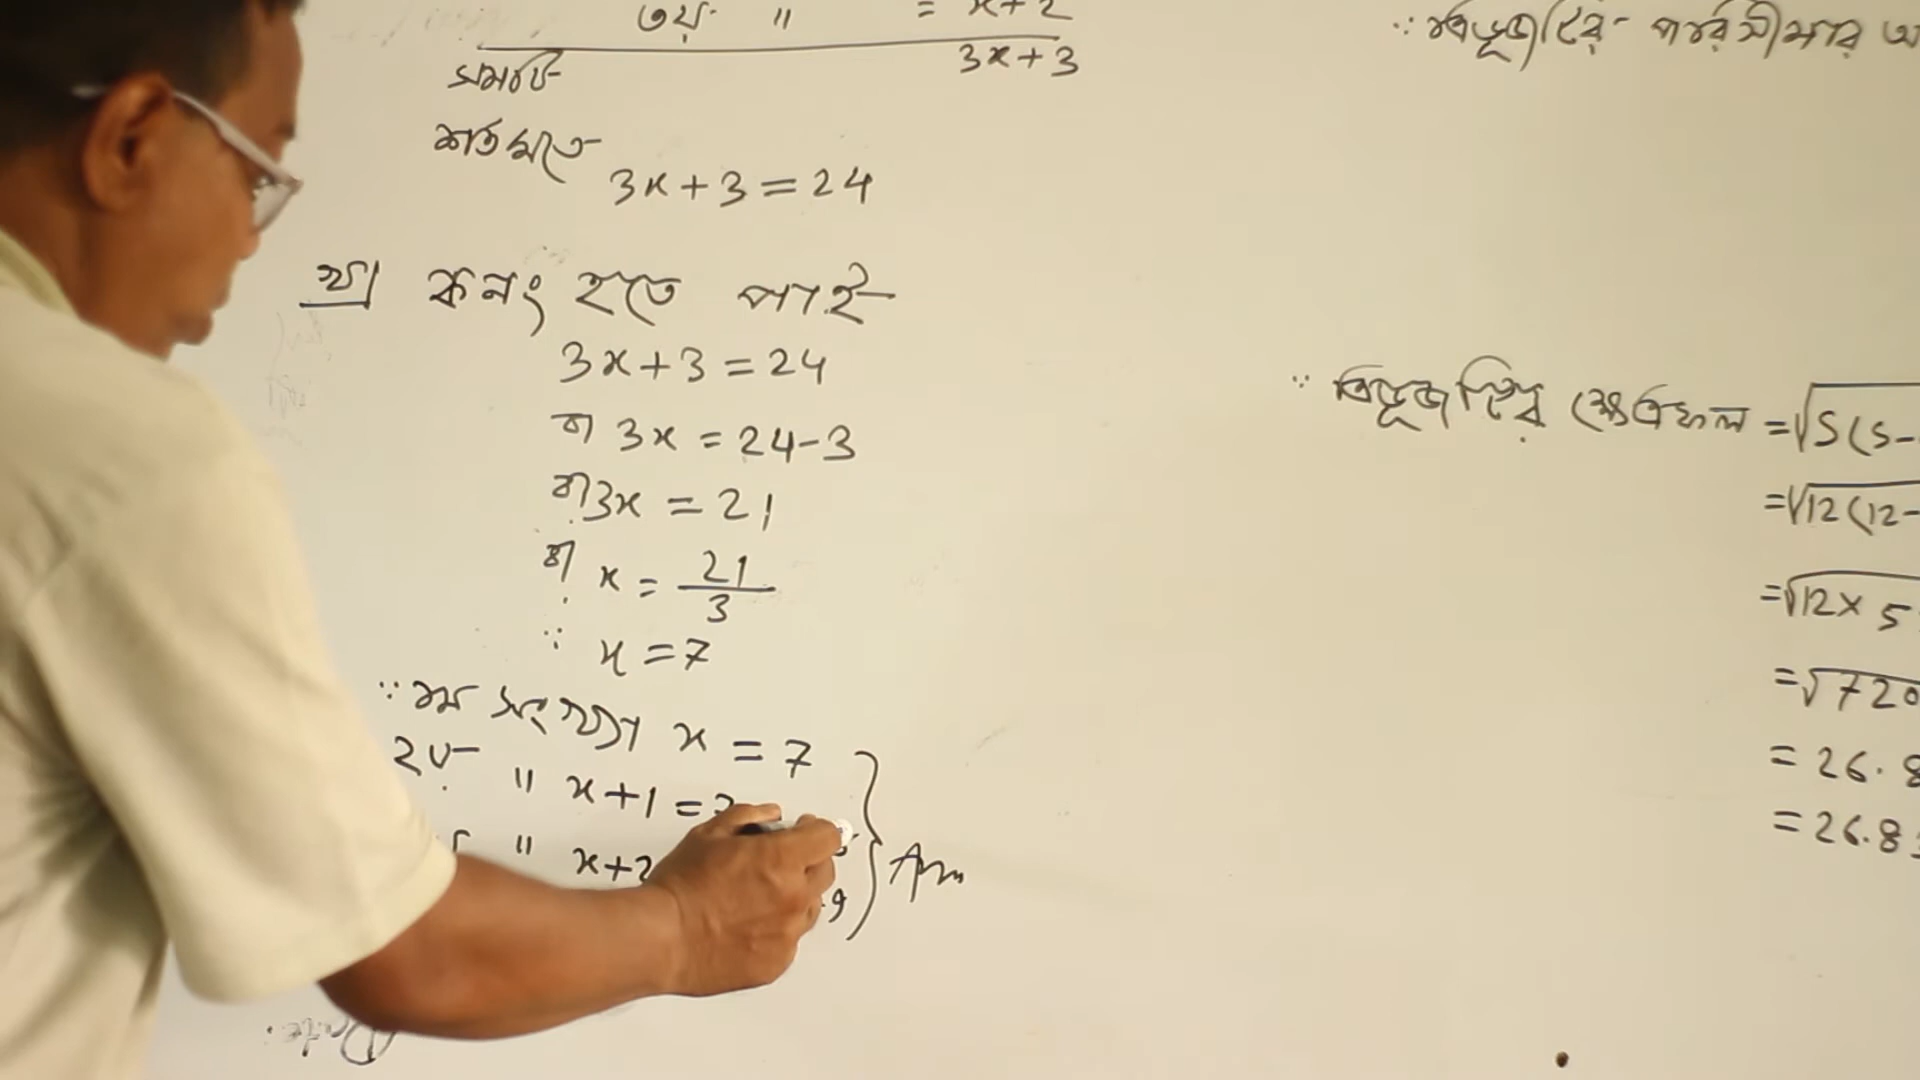 ৩য় " = x+2
সমষ্টি 3x+3
শর্তমতে
3x+3=24
খ। ক নং হতে পাই
3x+3=24
বা 3x=24-3
বা 3x=21
বা x=21/3
∵ x=7
∵ ১ম সংখ্যা x=7
২য় " x+1=
" x+2 9
} Ans
∵ ত্রিভুজটির পরিসীমার
∵ ত্রিভূজটির ক্ষেত্রফল =√S(S-
=√12(12-
=√12×5
=√720
=26.8
=26.8